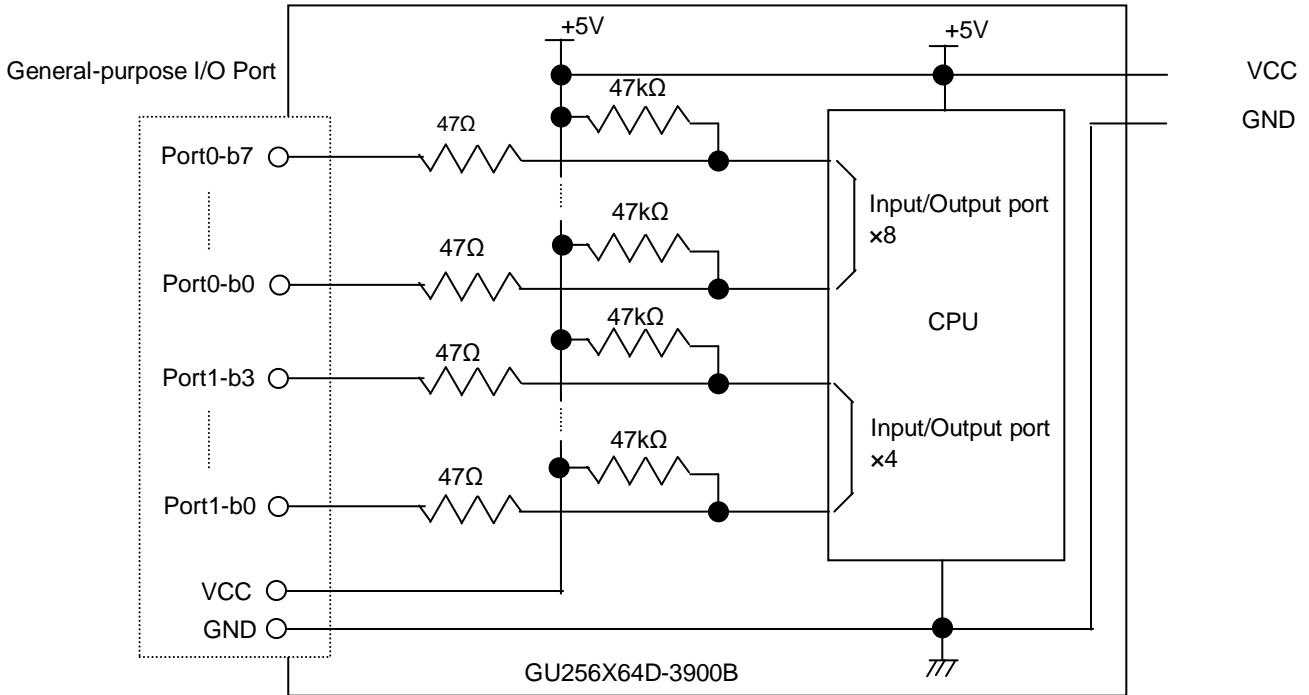 +5V
+5V
General-purpose I/O Port
VCC
47kΩ
GND
47Ω
Port0-b7
Input/Output port
×8
47kΩ
47Ω
Port0-b0
47kΩ
CPU
47Ω
Port1-b3
Input/Output port
×4
47kΩ
47Ω
Port1-b0
VCC
GND
GU256X64D-3900B